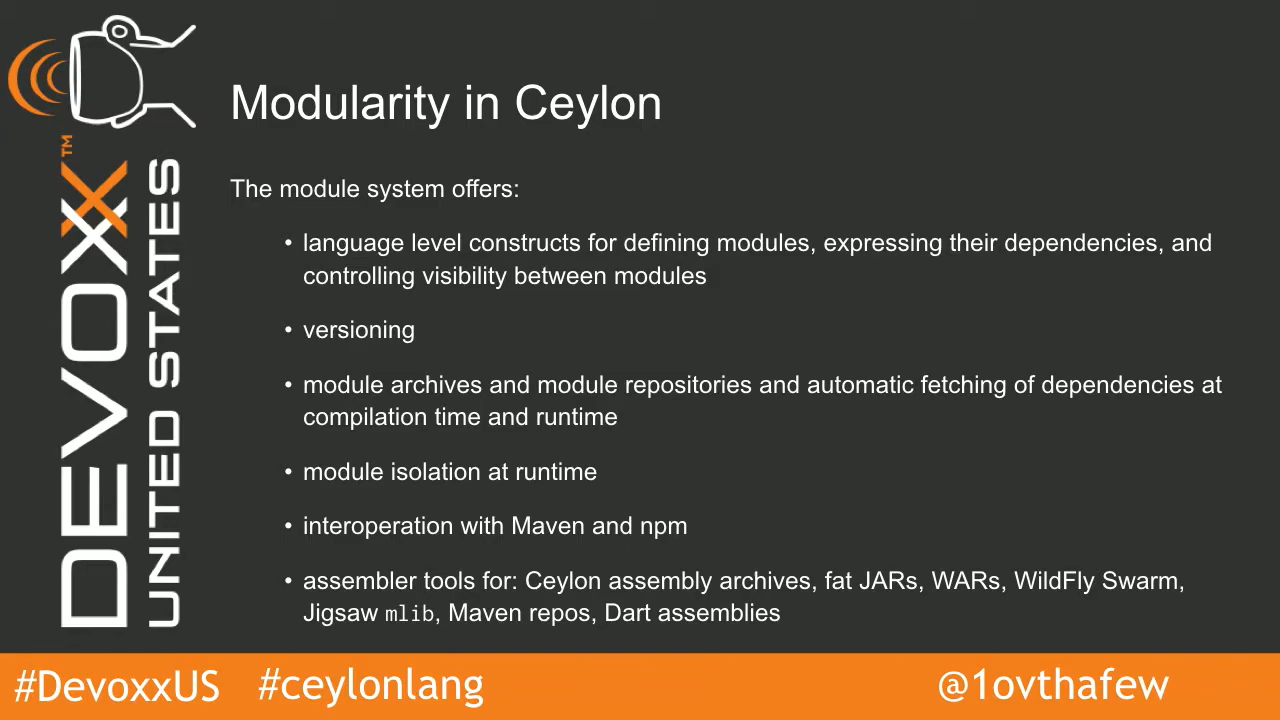 DEVOXX™
UNITED STATES
Modularity in Ceylon
The module system offers:
• language level constructs for defining modules, expressing their dependencies, and
controlling visibility between modules
• versioning
• module archives and module repositories and automatic fetching of dependencies at
compilation time and runtime
• module isolation at runtime
• interoperation with Maven and npm
• assembler tools for: Ceylon assembly archives, fat JARs, WARs, WildFly Swarm,
Jigsaw mlib, Maven repos, Dart assemblies
#DevoxxUS #ceylonlang @1ovthafew